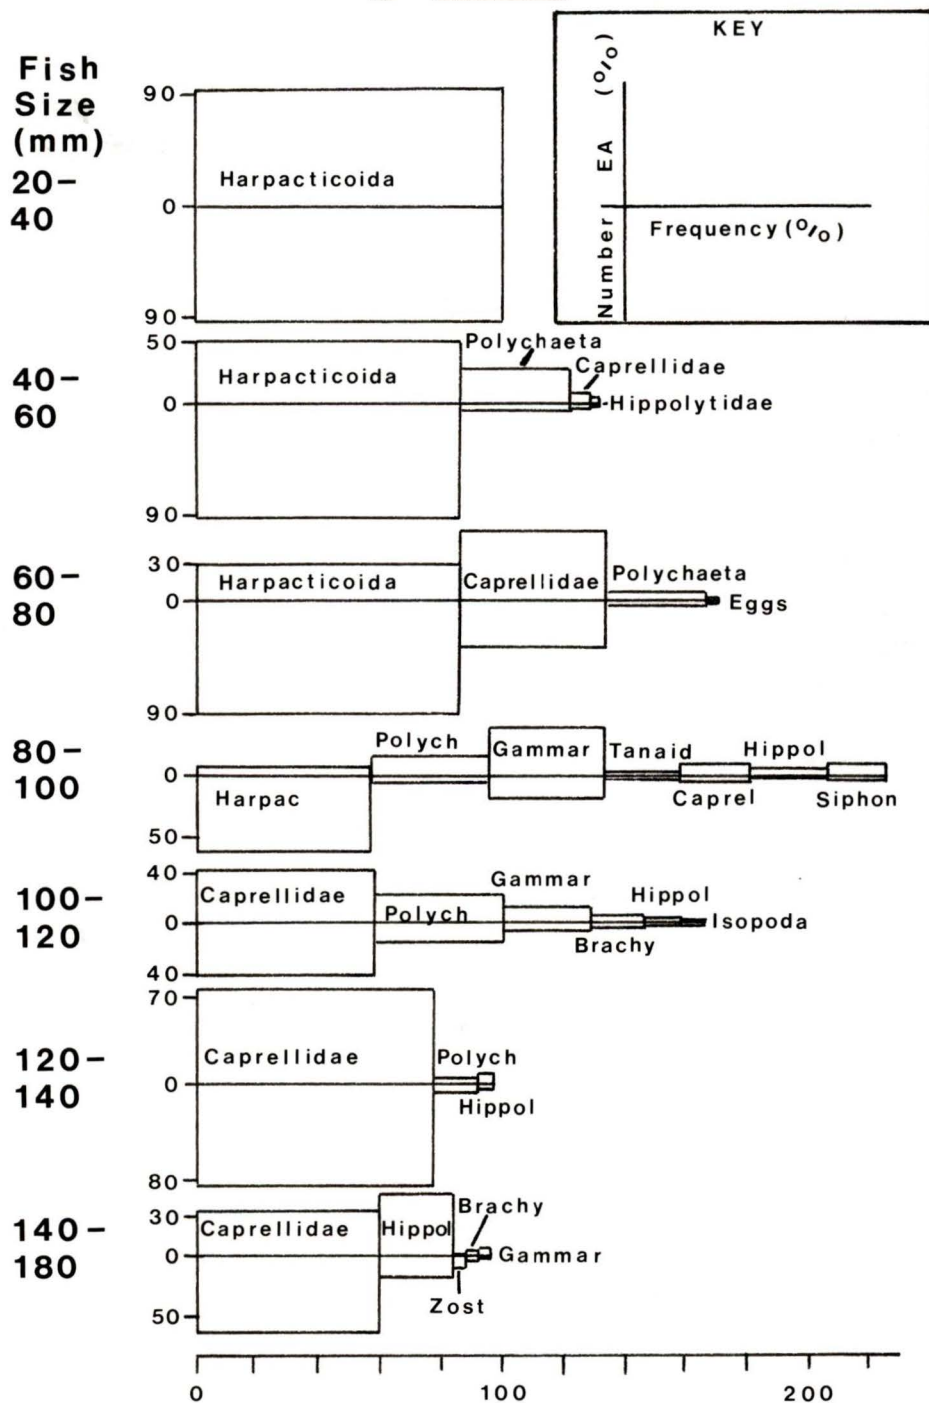 KEY
EA (%)
Number
Frequency (%)
Fish
Size
(mm)
20-
40
90
0
90
Harpacticoida
40-
60
50
0
90
Harpacticoida
Polychaeta
Caprellidae
Hippolytidae
60-
80
30
0
90
Harpacticoida
Caprellidae
Polychaeta
Eggs
80-
100
0
50
Harpac
Polych
Gammar
Tanaid
Caprel
Hippol
Siphon
100-
120
40
0
40
Caprellidae
Polych
Gammar
Brachy
Hippol
Isopoda
120-
140
70
0
80
Caprellidae
Polych
Hippol
140-
180
30
0
50
Caprellidae
Hippol
Zost
Brachy
Gammar
0 100 200